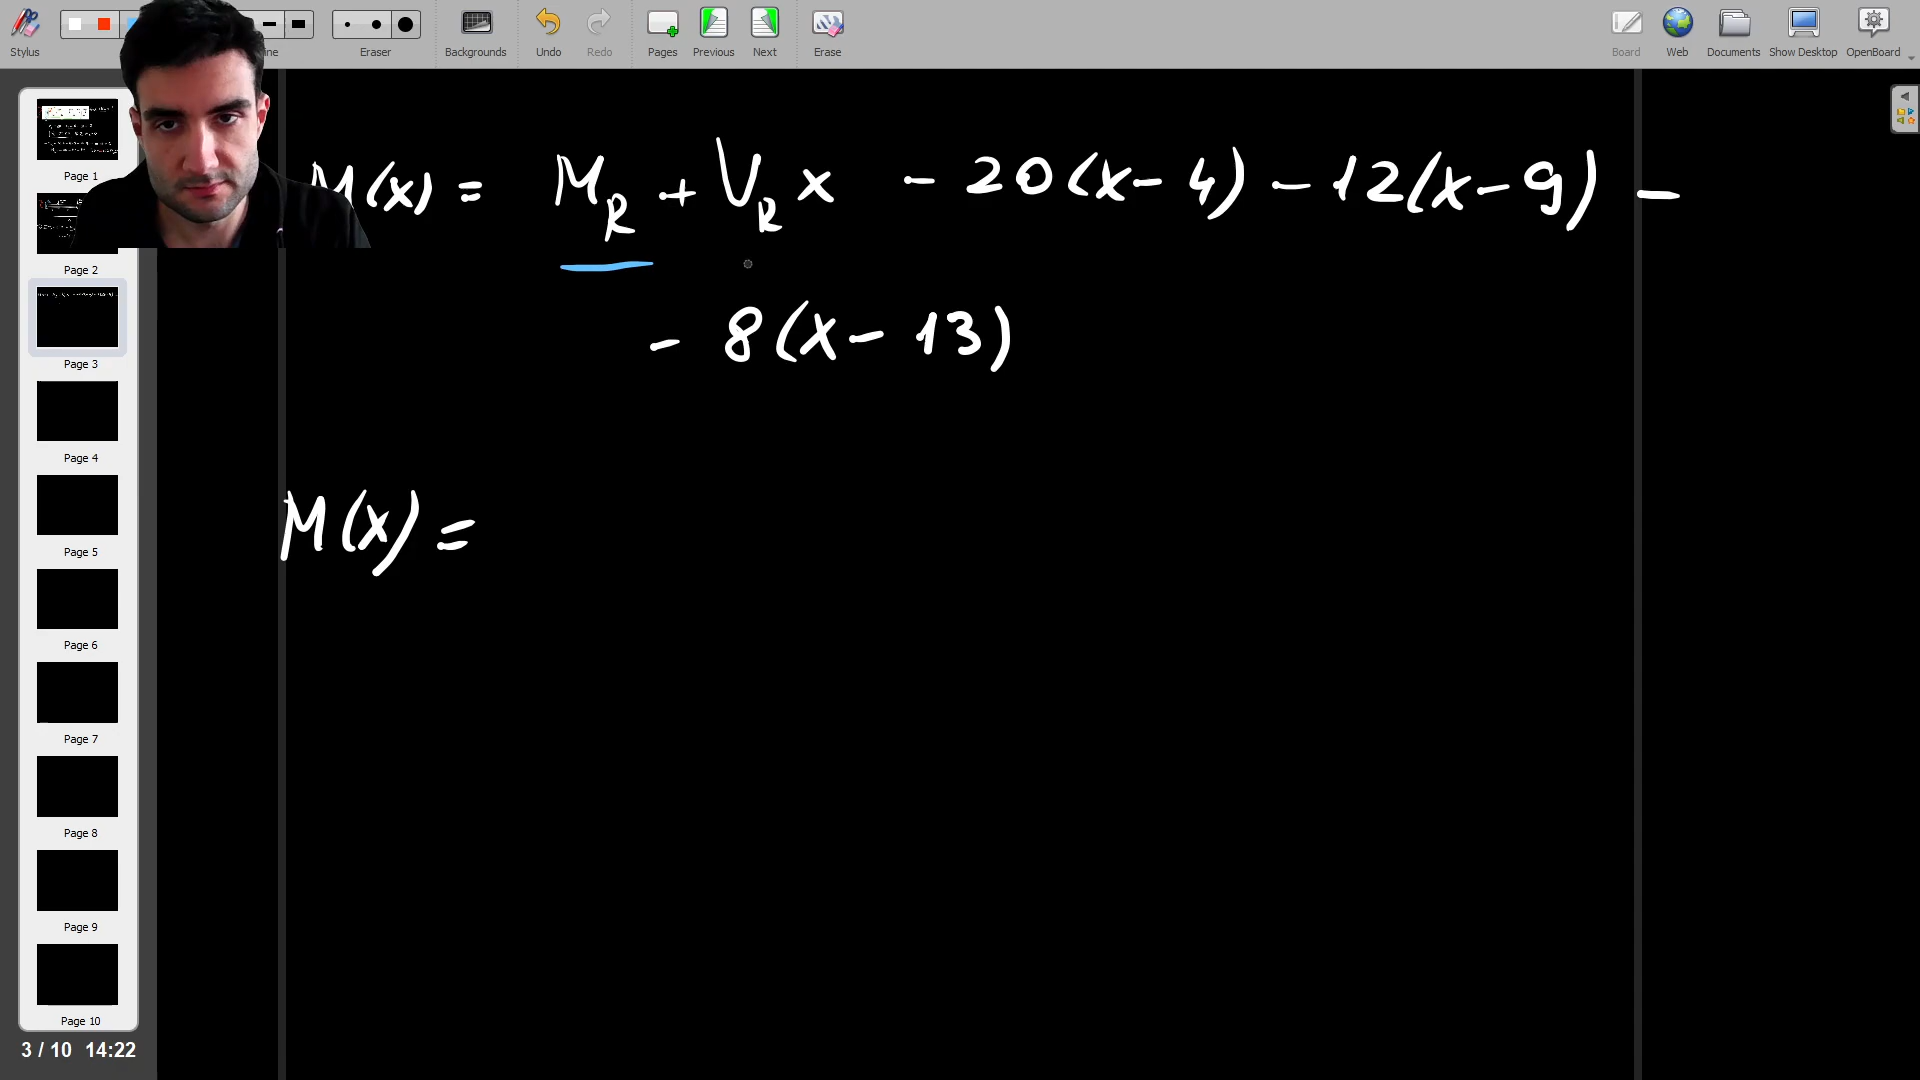 Stylus
ne
Eraser
Backgrounds
Undo
Redo
Pages
Previous
Next
Erase
Board
Web
Documents
Show Desktop
OpenBoard
M(x) = M_R + V_R x - 20(x-4) - 12(x-9) -
- 8(x-13)
M(x) =
Page 1
Page 2
Page 3
Page 4
Page 5
Page 6
Page 7
Page 8
Page 9
Page 10
3 / 10 14:22